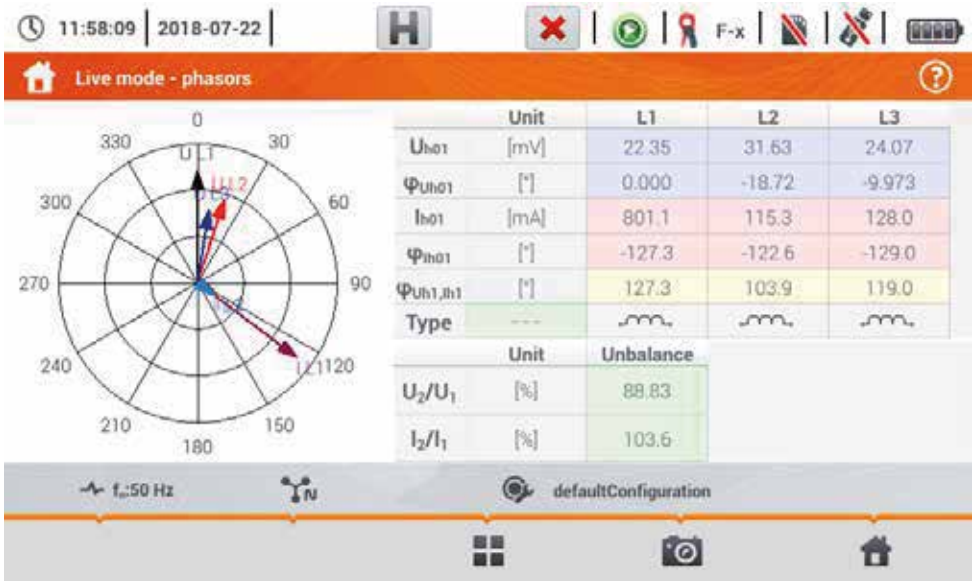 11:58:09 2018-07-22 H F-x
Live mode - phasors ?
0
330 30
U L1
300 60
270 90
240 120
210 150
180
Unit L1 L2 L3
Uh01 [mV] 22.35 31.63 24.07
φUh01 [°] 0.000 -18.72 -9.973
Ih01 [mA] 801.1 115.3 128.0
φIh01 [°] -127.3 -122.6 -129.0
φUh1,Ih1 [°] 127.3 103.9 119.0
Type ---
Unit Unbalance
U2/U1 [%] 88.83
I2/I1 [%] 103.6
fn:50 Hz N defaultConfiguration